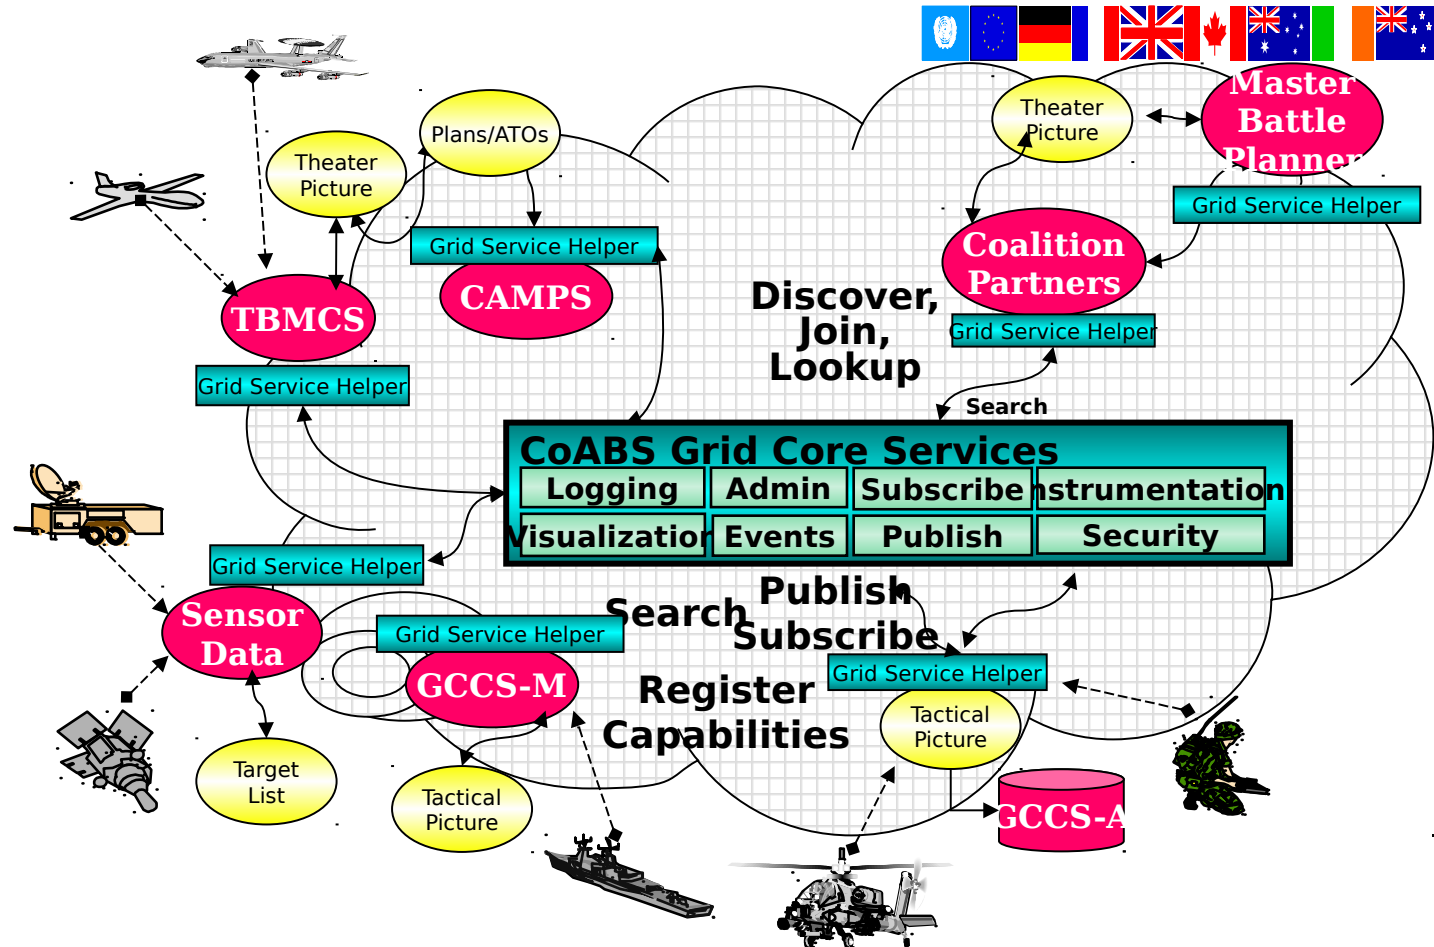 Theater
Picture
Plans/ATOs
Theater
Picture
Master
Battle
Planner
Grid Service Helper
Grid Service Helper
CAMPS
TBMCS
Grid Service Helper
Coalition
Partners
Grid Service Helper
Discover,
Join,
Lookup
Search
CoABS Grid Core Services
Logging
Admin
Subscribe
nstrumentation
Visualization
Events
Publish
Security
Grid Service Helper
Sensor
Data
Target
List
Grid Service Helper
GCCS-M
Tactical
Picture
Search
Publish
Subscribe
Register
Capabilities
Grid Service Helper
Tactical
Picture
GCCS-A